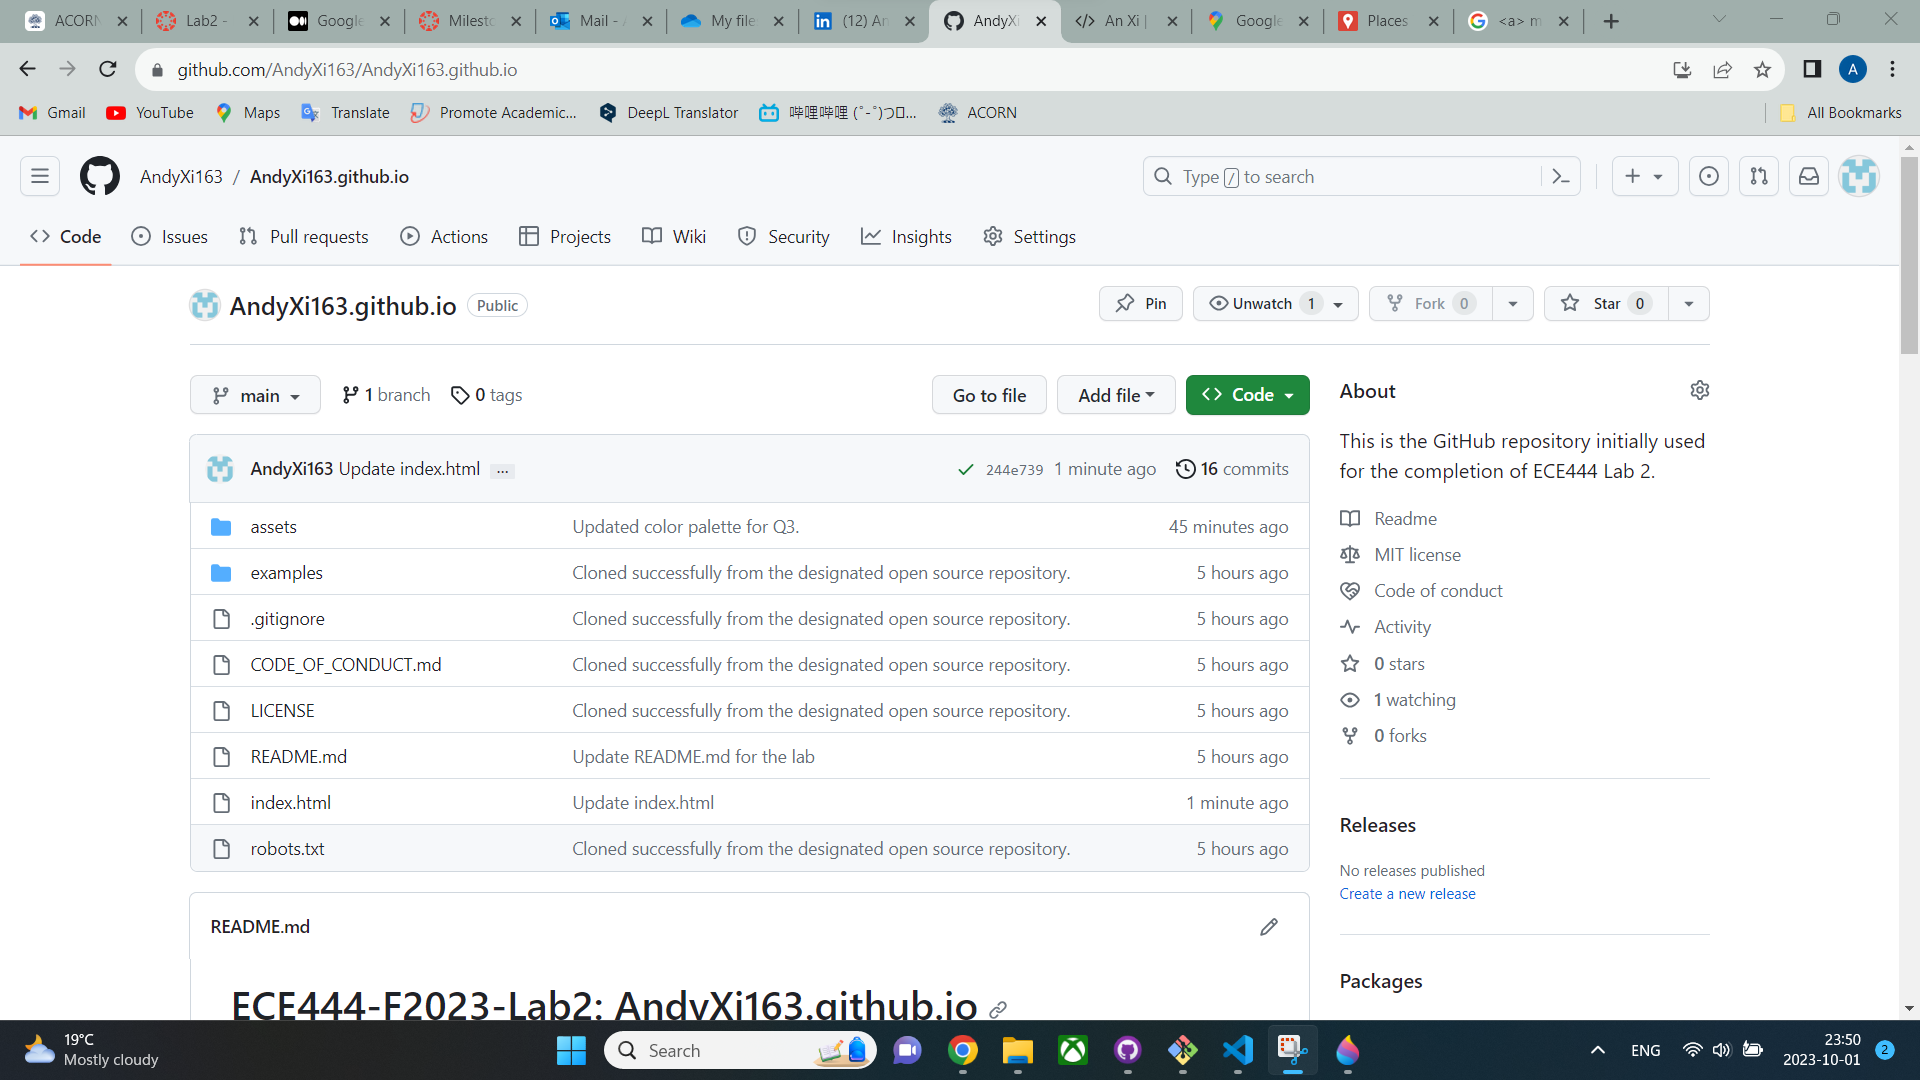 ACORN
Lab2 -
Google
Milesto
Mail - A
My file
(12) An
AndyXi
An Xi |
Google
Places
<a> m
github.com/AndyXi163/AndyXi163.github.io
A
Gmail
YouTube
Maps
Translate
Promote Academic...
DeepL Translator
ACORN
All Bookmarks
AndyXi163 / AndyXi163.github.io
Type / to search
Code
Issues
Pull requests
Actions
Projects
Wiki
Security
Insights
Settings
AndyXi163.github.io Public
Pin
Unwatch 1
Fork 0
Star 0
main
1 branch
0 tags
Go to file
Add file
Code
AndyXi163 Update index.html ... 244e739 1 minute ago 16 commits
assets Updated color palette for Q3. 45 minutes ago
examples Cloned successfully from the designated open source repository. 5 hours ago
.gitignore Cloned successfully from the designated open source repository. 5 hours ago
CODE_OF_CONDUCT.md Cloned successfully from the designated open source repository. 5 hours ago
LICENSE Cloned successfully from the designated open source repository. 5 hours ago
README.md Update README.md for the lab 5 hours ago
index.html Update index.html 1 minute ago
robots.txt Cloned successfully from the designated open source repository. 5 hours ago
README.md
ECE444-F2023-Lab2: AndyXi163.github.io
About
This is the GitHub repository initially used
for the completion of ECE444 Lab 2.
Readme
MIT license
Code of conduct
Activity
0 stars
1 watching
0 forks
Releases
No releases published
Create a new release
Packages
19°C
Mostly cloudy
Search
ENG
23:50
2023-10-01
2